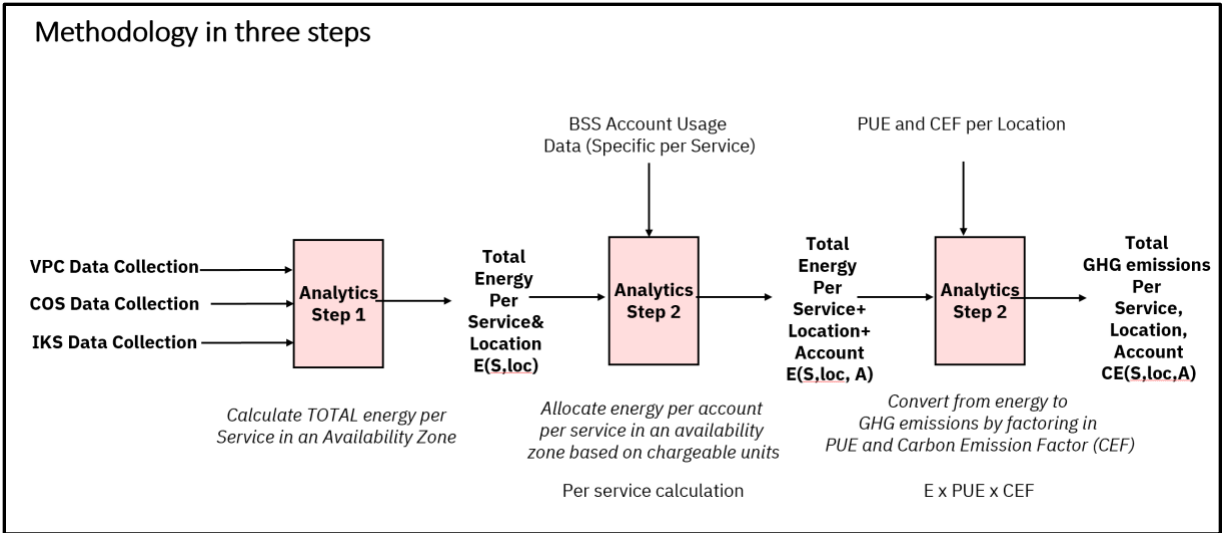 Methodology in three steps
BSS Account Usage
Data (Specific per Service)
PUE and CEF per Location
VPC Data Collection
COS Data Collection
IKS Data Collection
Analytics
Step 1
Total
Energy
Per
Service&
Location
E(S,loc)
Analytics
Step 2
Total
Energy
Per
Service+
Location+
Account
E(S,loc, A)
Analytics
Step 2
Total
GHG emissions
Per
Service,
Location,
Account
CE(S,loc,A)
Calculate TOTAL energy per
Service in an Availability Zone
Allocate energy per account
per service in an availability
zone based on chargeable units
Per service calculation
Convert from energy to
GHG emissions by factoring in
PUE and Carbon Emission Factor (CEF)
E x PUE x CEF